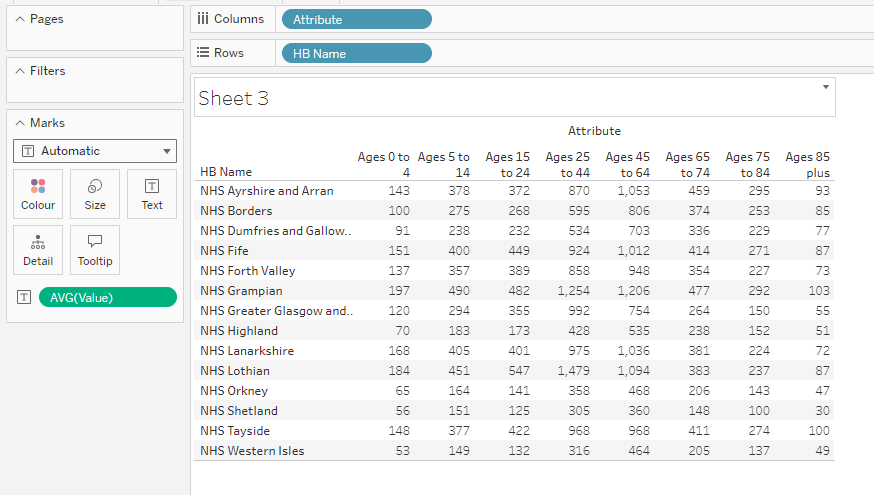 Pages
Columns Attribute
Rows HB Name
Filters
Marks
Automatic
Colour Size Text
Detail Tooltip
AVG(Value)
Sheet 3
Attribute
HB Name Ages 0 to 4 Ages 5 to 14 Ages 15 to 24 Ages 25 to 44 Ages 45 to 64 Ages 65 to 74 Ages 75 to 84 Ages 85 plus
NHS Ayrshire and Arran 143 378 372 870 1,053 459 295 93
NHS Borders 100 275 268 595 806 374 253 85
NHS Dumfries and Gallow.. 91 238 232 534 703 336 229 77
NHS Fife 151 400 449 924 1,012 414 271 87
NHS Forth Valley 137 357 389 858 948 354 227 73
NHS Grampian 197 490 482 1,254 1,206 477 292 103
NHS Greater Glasgow and.. 120 294 355 992 754 264 150 55
NHS Highland 70 183 173 428 535 238 152 51
NHS Lanarkshire 168 405 401 975 1,036 381 224 72
NHS Lothian 184 451 547 1,479 1,094 383 237 87
NHS Orkney 65 164 141 358 468 206 143 47
NHS Shetland 56 151 125 305 360 148 100 30
NHS Tayside 148 377 422 968 968 411 274 100
NHS Western Isles 53 149 132 316 464 205 137 49